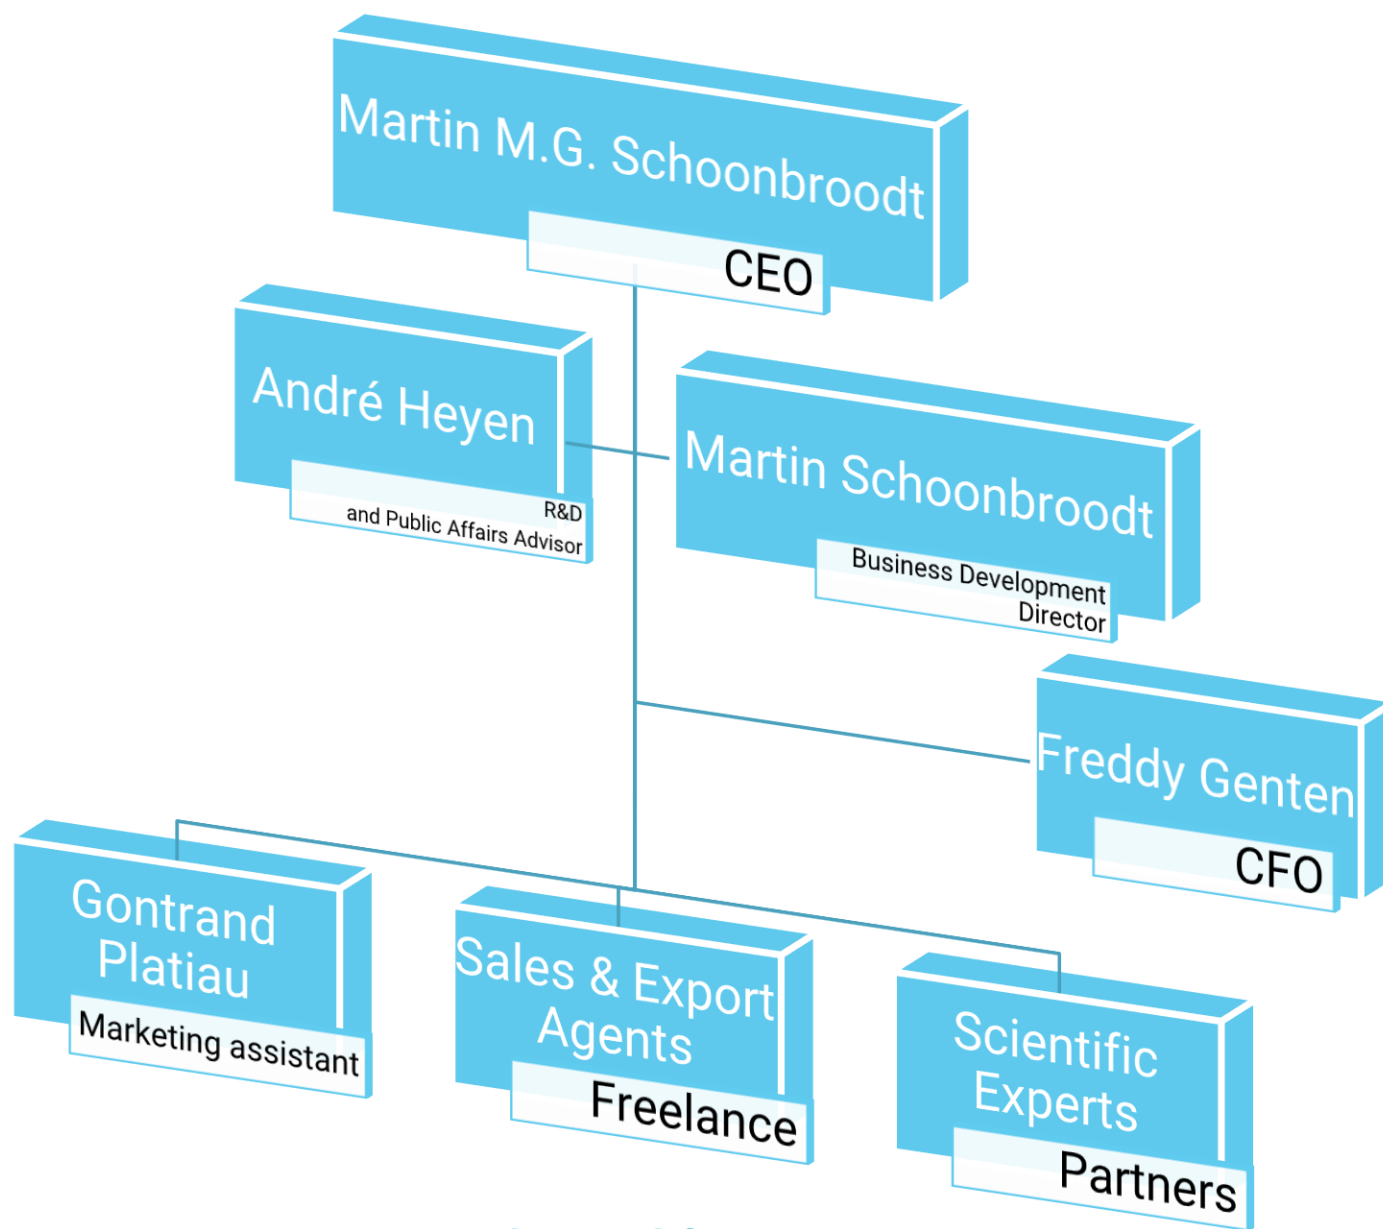 Martin M.G. Schoonbroodt
CEO
André Heyen
R&D
and Public Affairs Advisor
Martin Schoonbroodt
Business Development
Director
Freddy Genten
CFO
Gontrand
Platiau
Marketing assistant
Sales & Export
Agents
Freelance
Scientific
Experts
Partners